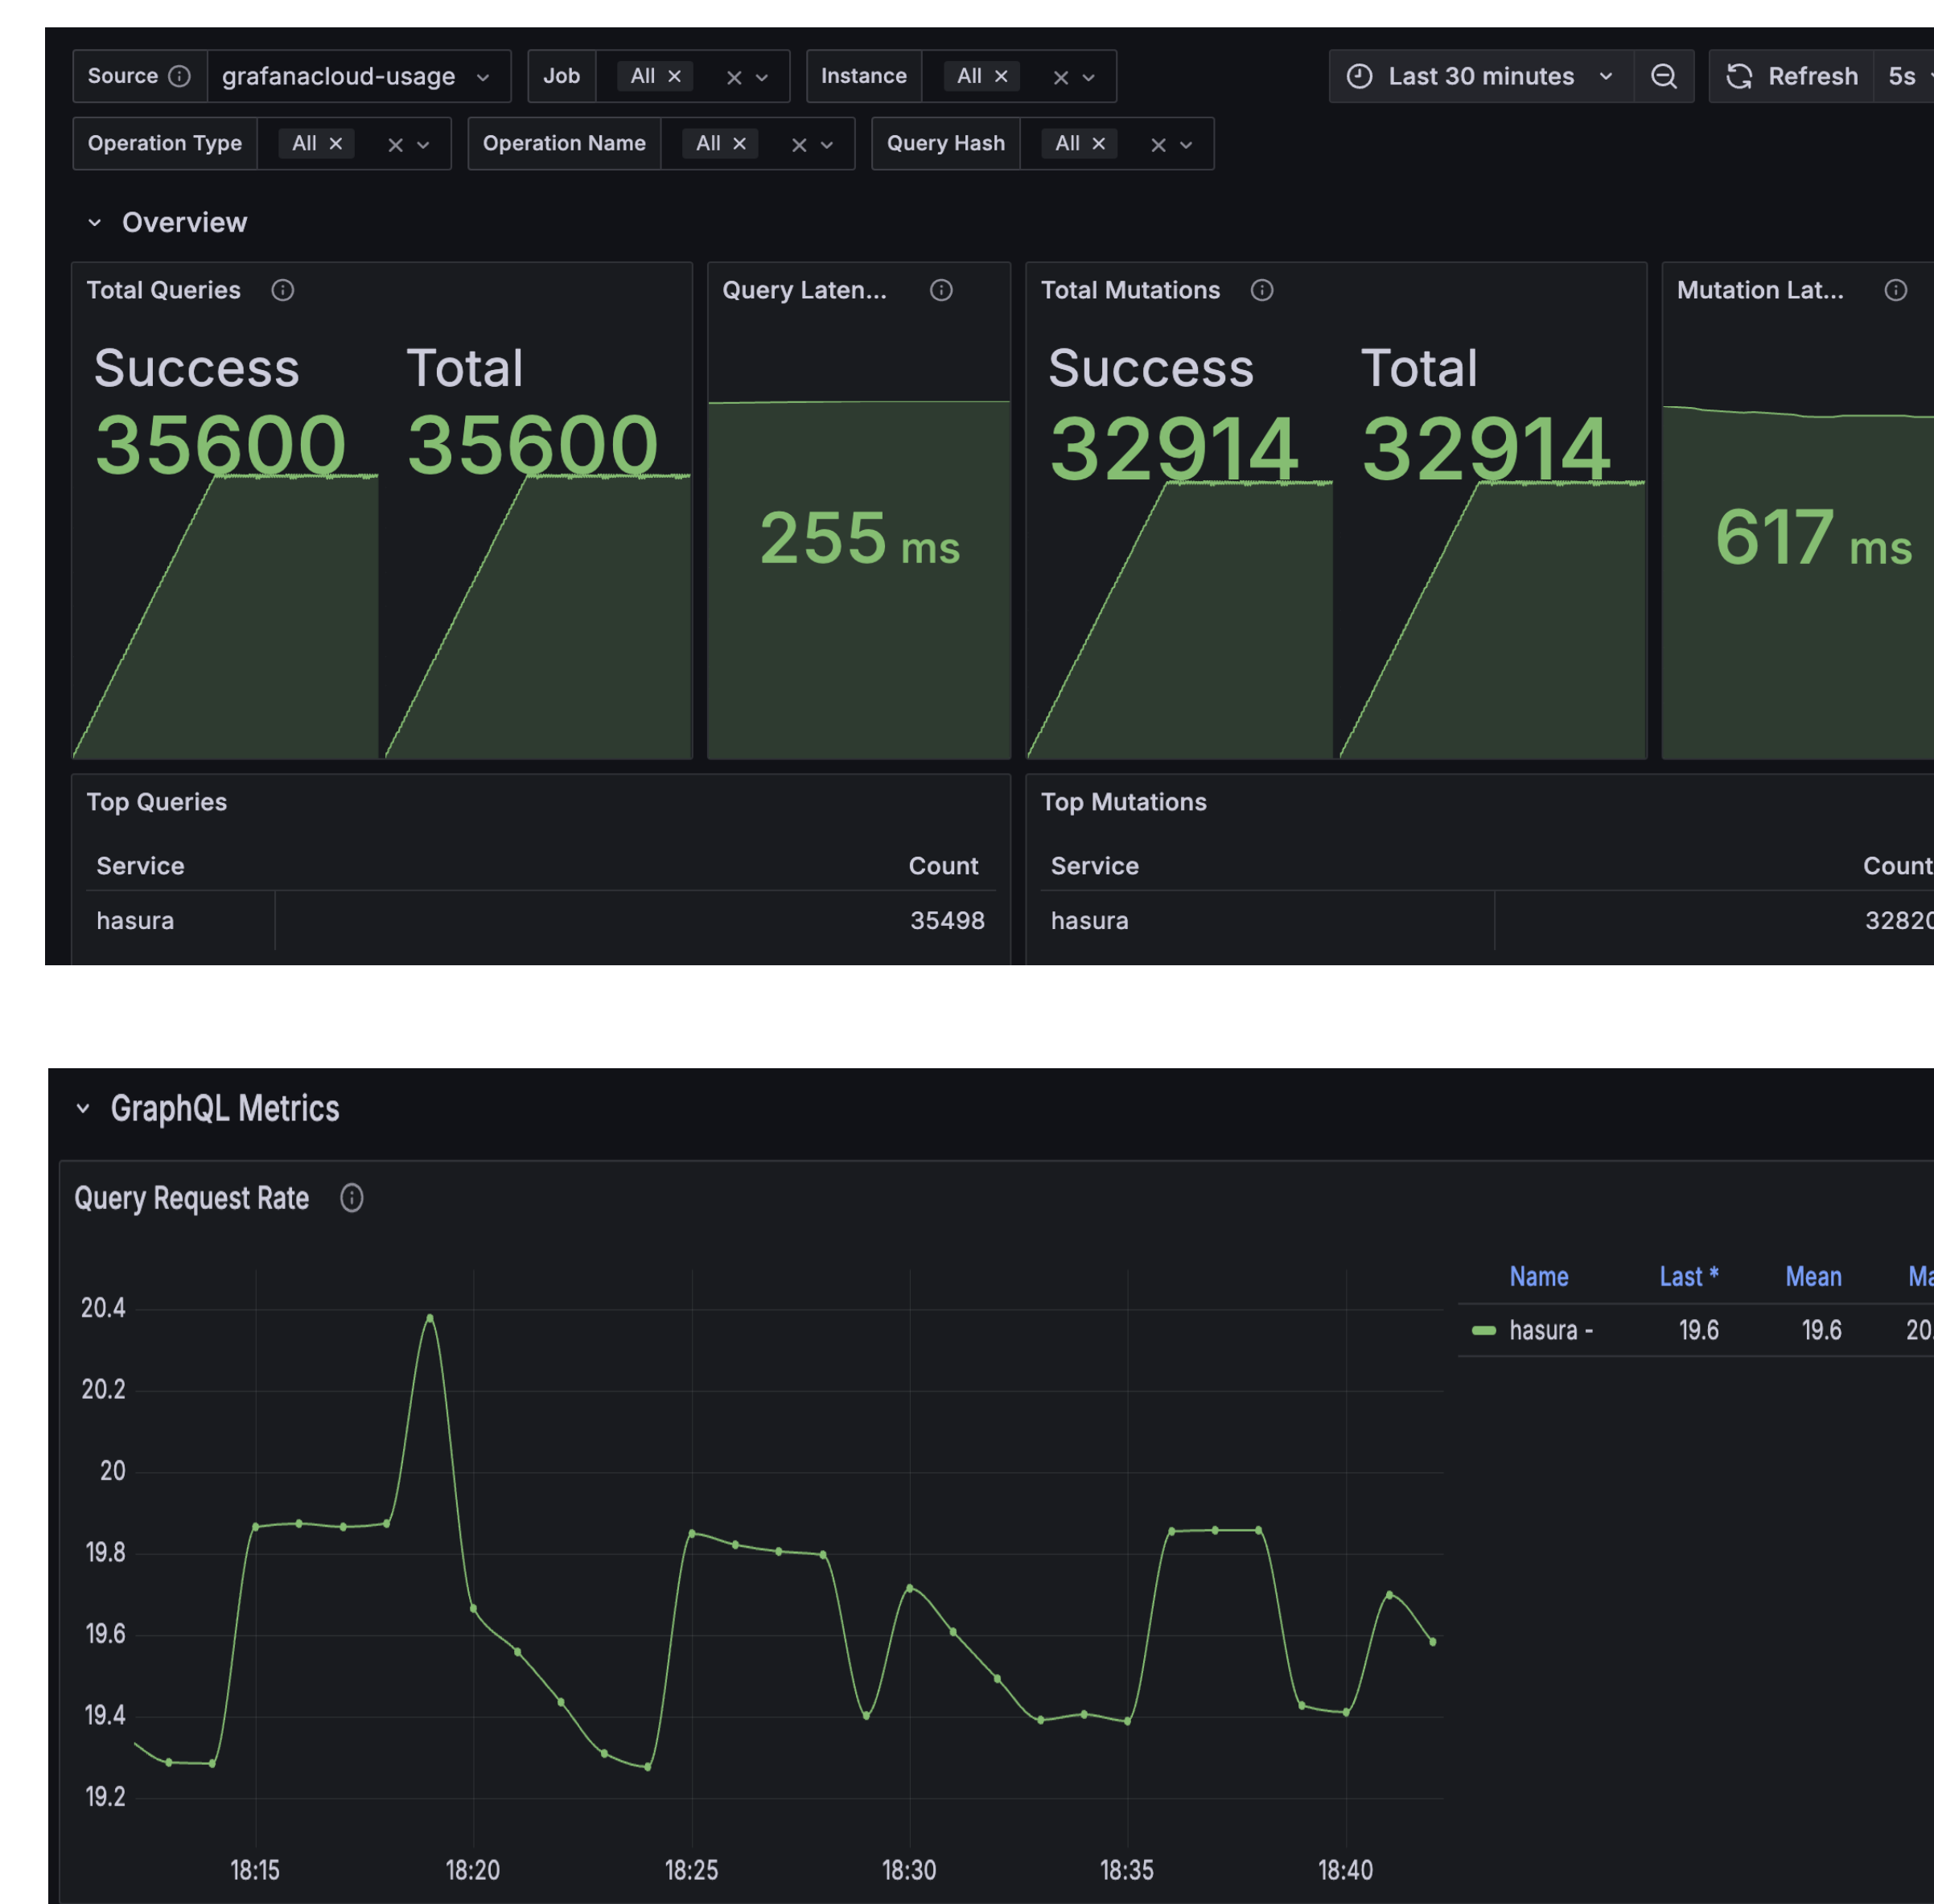 Source grafanacloud-usage Job All Instance All Last 30 minutes Refresh 5s
Operation Type All Operation Name All Query Hash All
Overview
Total Queries
Success Total
35600 35600
Query Laten...
255 ms
Total Mutations
Success Total
32914 32914
Mutation Lat...
617 ms
Top Queries
Service Count
hasura 35498
Top Mutations
Service Count
hasura 32820
GraphQL Metrics
Query Request Rate
20.4
20.2
20
19.8
19.6
19.4
19.2
18:15 18:20 18:25 18:30 18:35 18:40
Name Last * Mean
hasura - 19.6 19.6